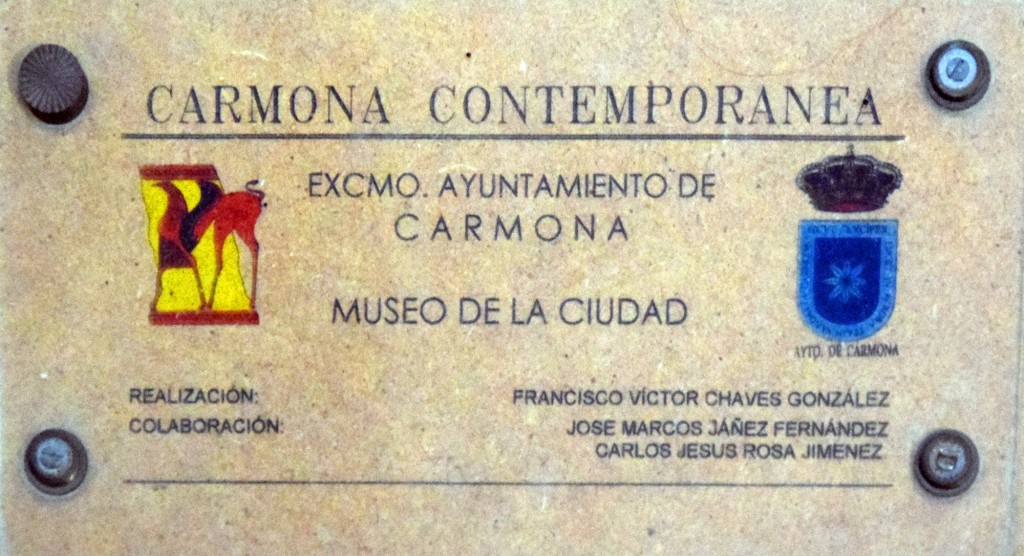 CARMONA CONTEMPORANEA
EXCMO. AYUNTAMIENTO DE
CARMONA
MUSEO DE LA CIUDAD
AYTO. DE CARMONA
REALIZACIÓN: FRANCISCO VÍCTOR CHAVES GONZÁLEZ
COLABORACIÓN: JOSE MARCOS JÁÑEZ FERNÁNDEZ
CARLOS JESUS ROSA JIMENEZ